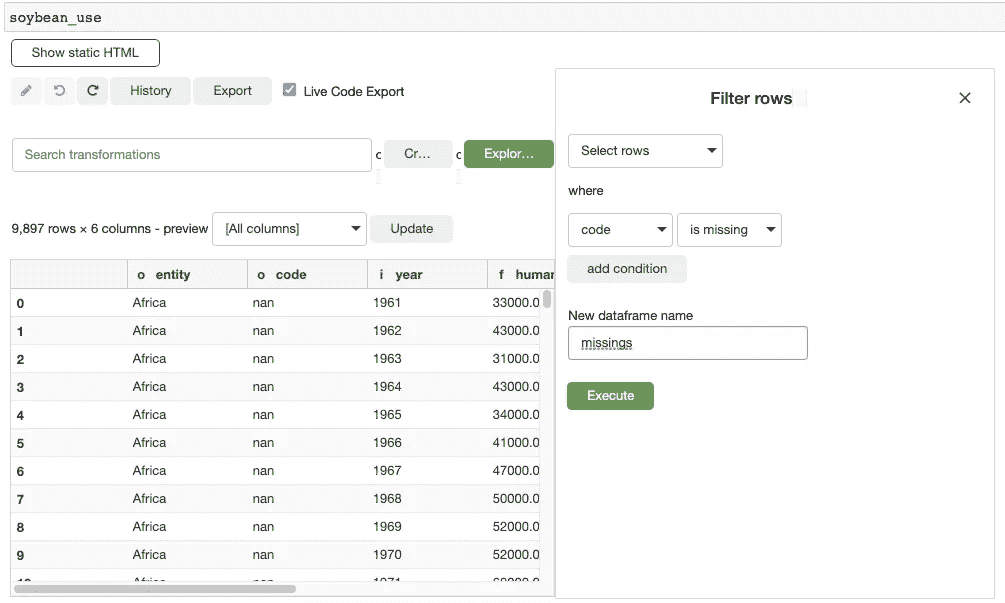 soybean_use
Show static HTML
History Export Live Code Export
Search transformations Cr... Explor...
9,897 rows × 6 columns - preview [All columns] Update
o entity o code i year f human
0 Africa nan 1961 33000.0
1 Africa nan 1962 43000.0
2 Africa nan 1963 31000.0
3 Africa nan 1964 43000.0
4 Africa nan 1965 34000.0
5 Africa nan 1966 41000.0
6 Africa nan 1967 47000.0
7 Africa nan 1968 50000.0
8 Africa nan 1969 52000.0
9 Africa nan 1970 52000.0
Filter rows
Select rows
where
code is missing
add condition
New dataframe name
missings
Execute